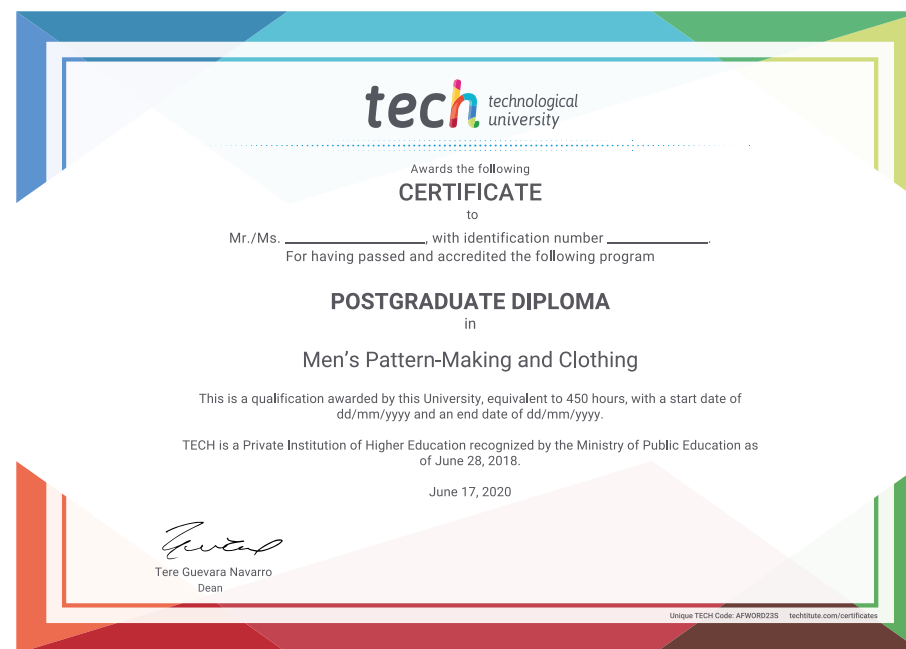 tech technological
university
Awards the following
CERTIFICATE
to
Mr./Ms. ____________________, with identification number ______________.
For having passed and accredited the following program
POSTGRADUATE DIPLOMA
in
Men's Pattern-Making and Clothing
This is a qualification awarded by this University, equivalent to 450 hours, with a start date of
dd/mm/yyyy and an end date of dd/mm/yyyy.
TECH is a Private Institution of Higher Education recognized by the Ministry of Public Education as
of June 28, 2018.
June 17, 2020
Tere Guevara Navarro
Dean
Unique TECH Code: AFWORD23S techtitute.com/certificates